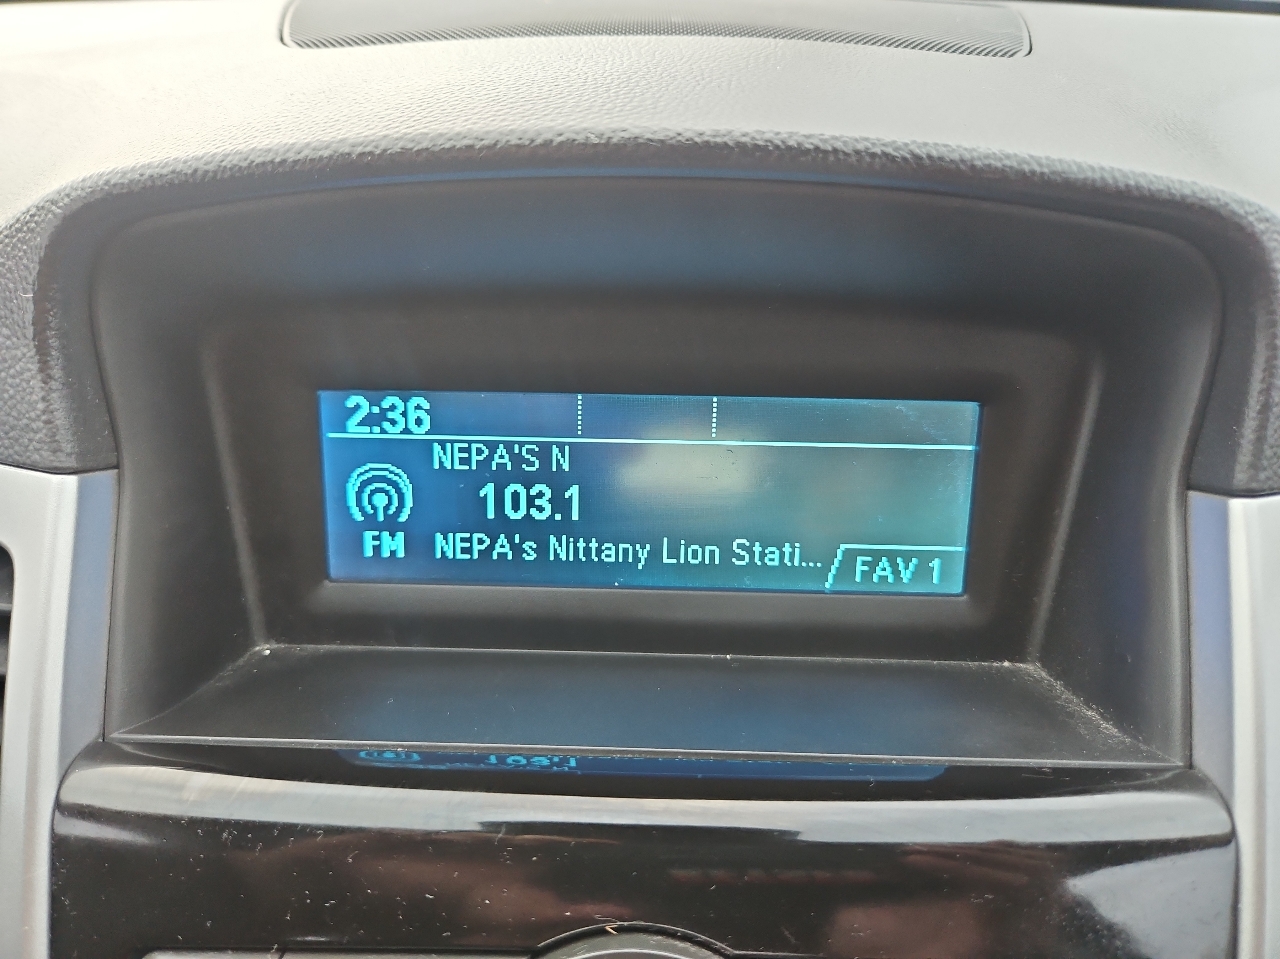 2:36
NEPA'S N
103.1
FM NEPA's Nittany Lion Stati...
FAV 1